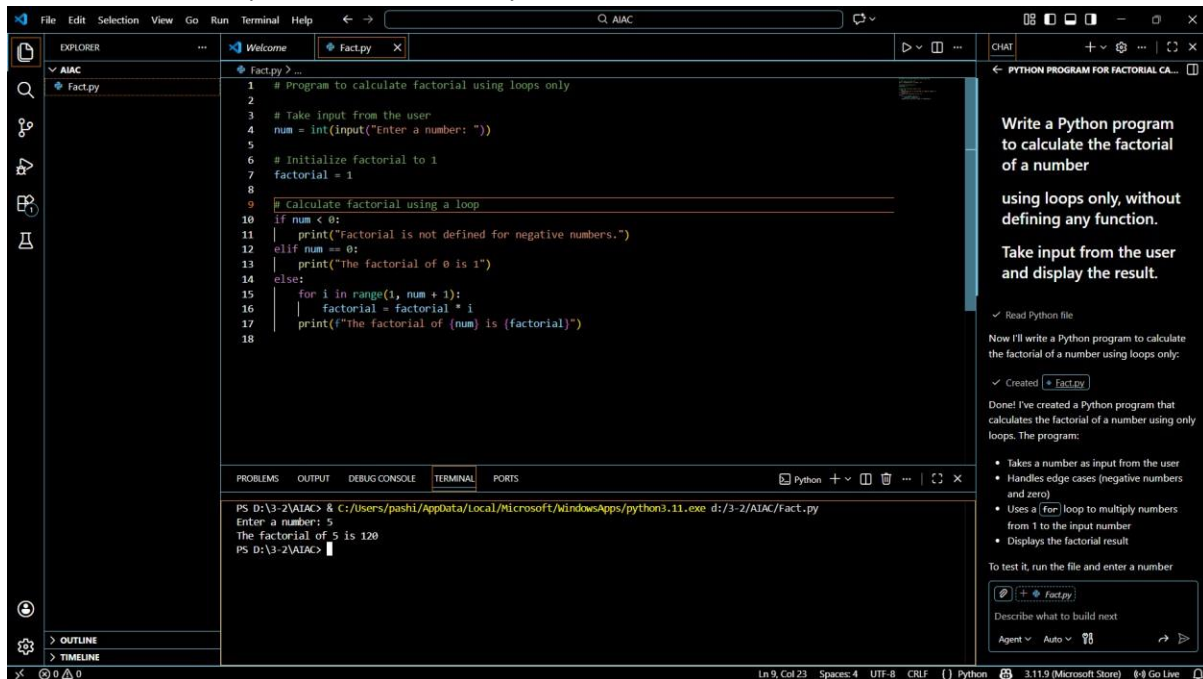 File Edit Selection View Go Run Terminal Help
AIAC
EXPLORER
AIAC
Fact.py
OUTLINE
TIMELINE
Welcome
Fact.py
Fact.py > ...
1 # Program to calculate factorial using loops only
2
3 # Take input from the user
4 num = int(input("Enter a number: "))
5
6 # Initialize factorial to 1
7 factorial = 1
8
9 # Calculate factorial using a loop
10 if num < 0:
11 print("Factorial is not defined for negative numbers.")
12 elif num == 0:
13 print("The factorial of 0 is 1")
14 else:
15 for i in range(1, num + 1):
16 factorial = factorial * i
17 print(f"The factorial of {num} is {factorial}")
18
PROBLEMS OUTPUT DEBUG CONSOLE TERMINAL PORTS
Python
PS D:\3-2\AIAC> & C:/Users/pashi/AppData/Local/Microsoft/WindowsApps/python3.11.exe d:/3-2/AIAC/Fact.py
Enter a number: 5
The factorial of 5 is 120
PS D:\3-2\AIAC>
CHAT
PYTHON PROGRAM FOR FACTORIAL CA...
Write a Python program
to calculate the factorial
of a number
using loops only, without
defining any function.
Take input from the user
and display the result.
Read Python file
Now I'll write a Python program to calculate
the factorial of a number using loops only:
Created Fact.py
Done! I've created a Python program that
calculates the factorial of a number using only
loops. The program:
• Takes a number as input from the user
• Handles edge cases (negative numbers
and zero)
• Uses a for loop to multiply numbers
from 1 to the input number
• Displays the factorial result
To test it, run the file and enter a number
Fact.py
Describe what to build next
Agent Auto
0 0
Ln 9, Col 23 Spaces: 4 UTF-8 CRLF { } Python 3.11.9 (Microsoft Store) Go Live